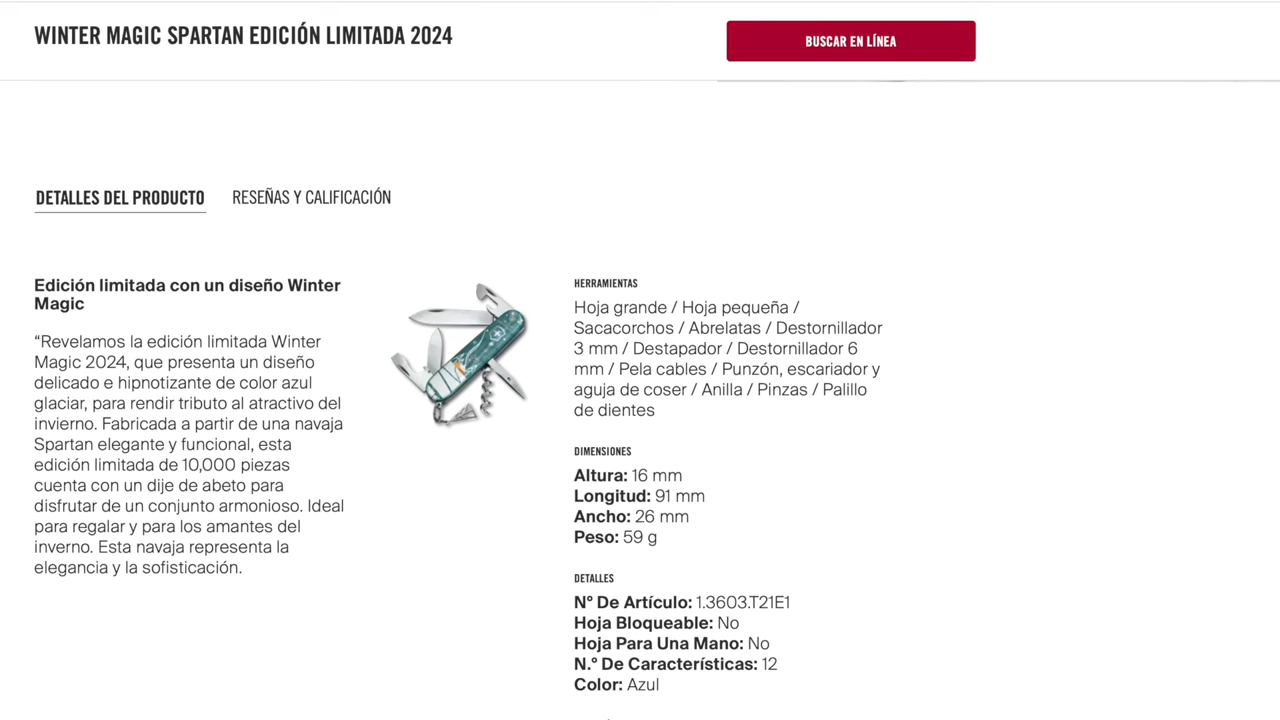 WINTER MAGIC SPARTAN EDICIÓN LIMITADA 2024
BUSCAR EN LÍNEA
DETALLES DEL PRODUCTO
RESEÑAS Y CALIFICACIÓN
Edición limitada con un diseño Winter
Magic
“Revelamos la edición limitada Winter
Magic 2024, que presenta un diseño
delicado e hipnotizante de color azul
glaciar, para rendir tributo al atractivo del
invierno. Fabricada a partir de una navaja
Spartan elegante y funcional, esta
edición limitada de 10,000 piezas
cuenta con un dije de abeto para
disfrutar de un conjunto armonioso. Ideal
para regalar y para los amantes del
inverno. Esta navaja representa la
elegancia y la sofisticación.
HERRAMIENTAS
Hoja grande / Hoja pequeña /
Sacacorchos / Abrelatas / Destornillador
3 mm / Destapador / Destornillador 6
mm / Pela cables / Punzón, escariador y
aguja de coser / Anilla / Pinzas / Palillo
de dientes
DIMENSIONES
Altura: 16 mm
Longitud: 91 mm
Ancho: 26 mm
Peso: 59 g
DETALLES
N° De Artículo: 1.3603.T21E1
Hoja Bloqueable: No
Hoja Para Una Mano: No
N.° De Características: 12
Color: Azul